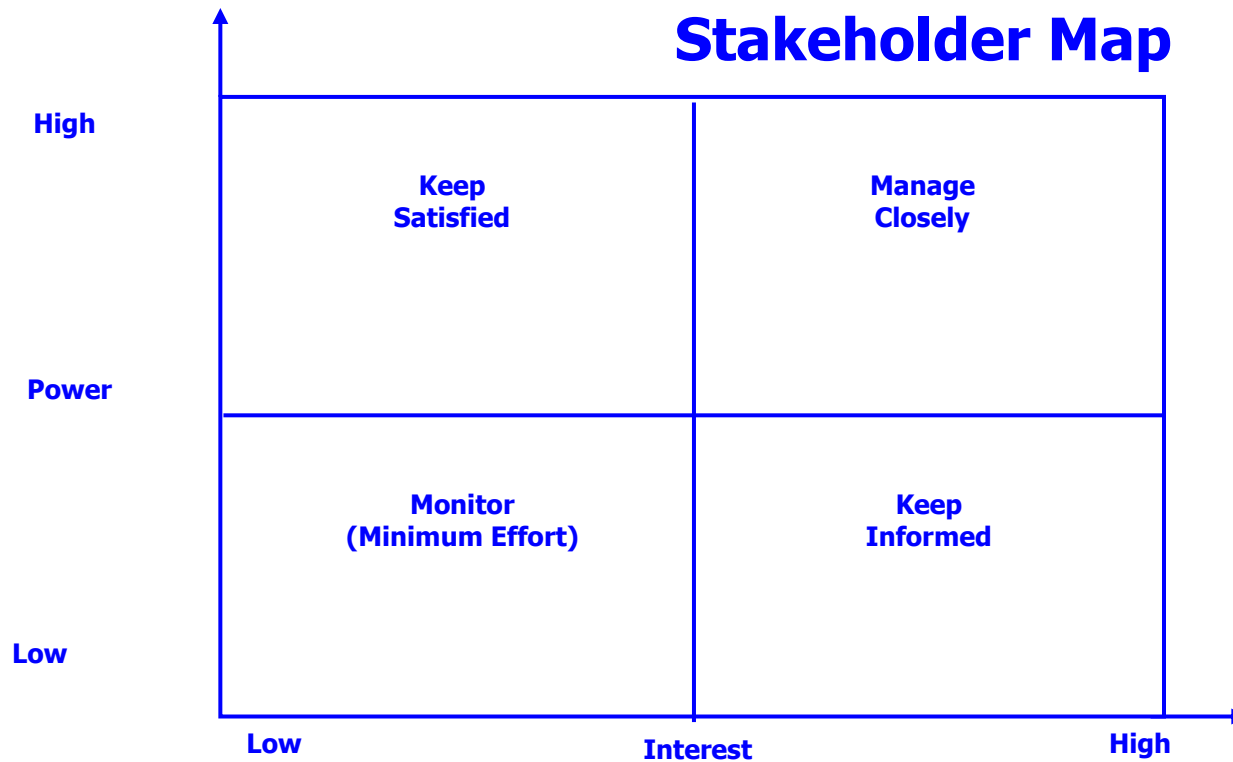 Stakeholder Map
High
Keep
Satisfied
Manage
Closely
Power
Monitor
(Minimum Effort)
Keep
Informed
Low
Low
Interest
High